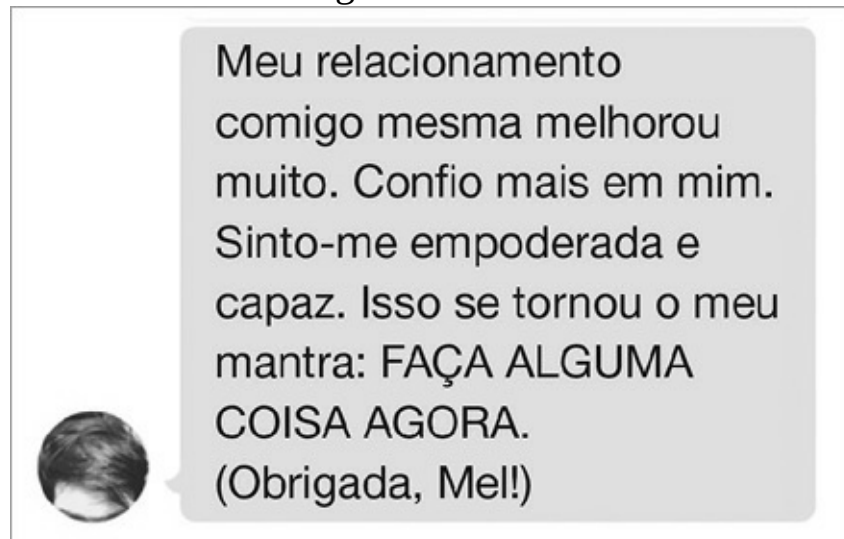 Meu relacionamento
comigo mesma melhorou
muito. Confio mais em mim.
Sinto-me empoderada e
capaz. Isso se tornou o meu
mantra: FAÇA ALGUMA
COISA AGORA.
(Obrigada, Mel!)